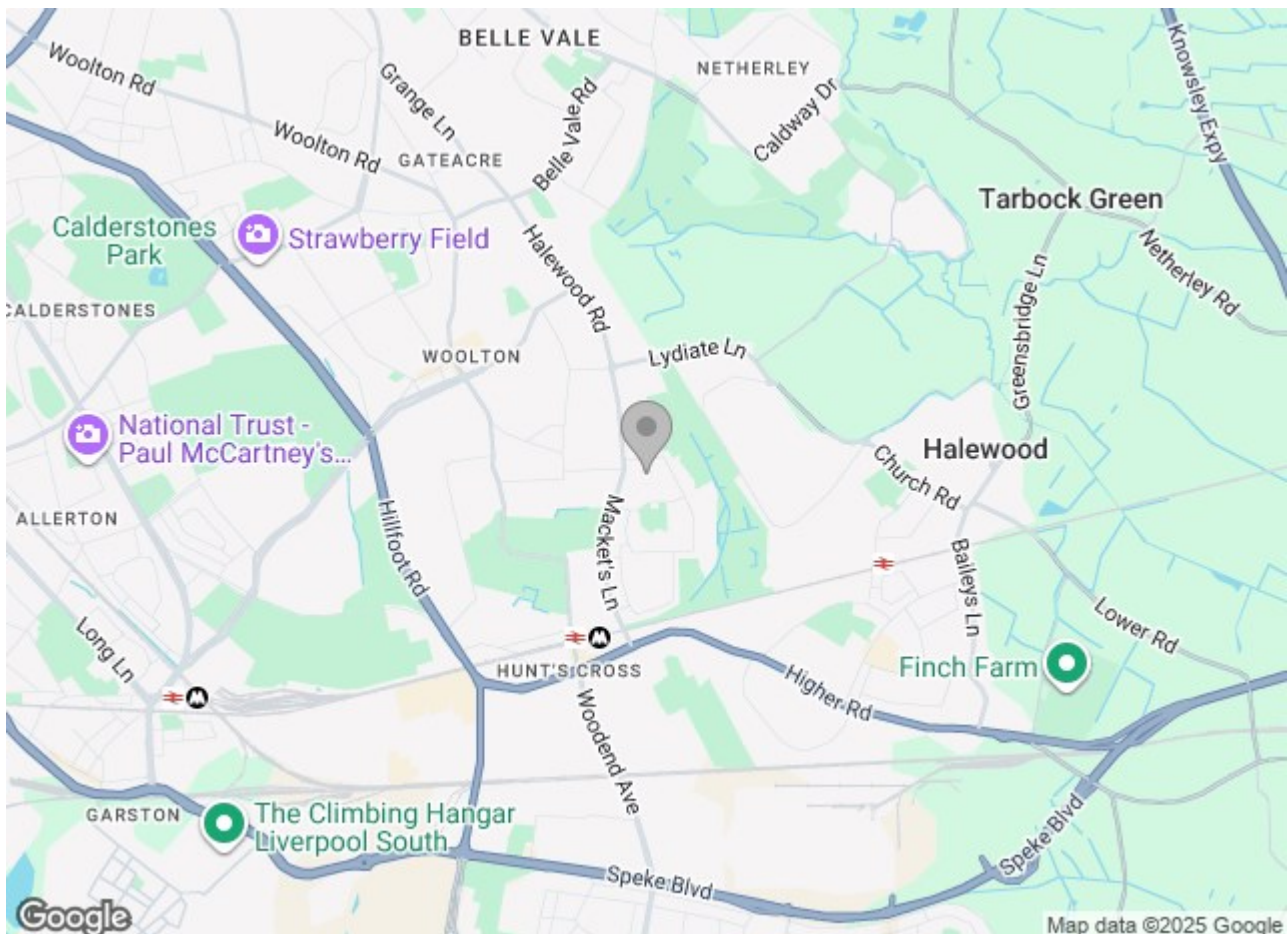 BELLE VALE
Woolton Rd
Grange Ln
NETHERLEY
Knowsley Expy
Belle Vale Rd
Caldway Dr
Woolton Rd
GATEACRE
Tarbock Green
Calderstones
Park
Strawberry Field
Halewood Rd
Netherley Rd
CALDERSTONES
Greensbridge Ln
WOOLTON
Lydiate Ln
National Trust -
Paul McCartney's...
Halewood
Church Rd
ALLERTON
Hillfoot Rd
Macket's Ln
Baileys Ln
Lower Rd
Long Ln
HUNT'S CROSS
Finch Farm
Higher Rd
Woodend Ave
GARSTON
The Climbing Hangar
Liverpool South
Speke Blvd
Speke Blvd
Google
Map data ©2025 Google